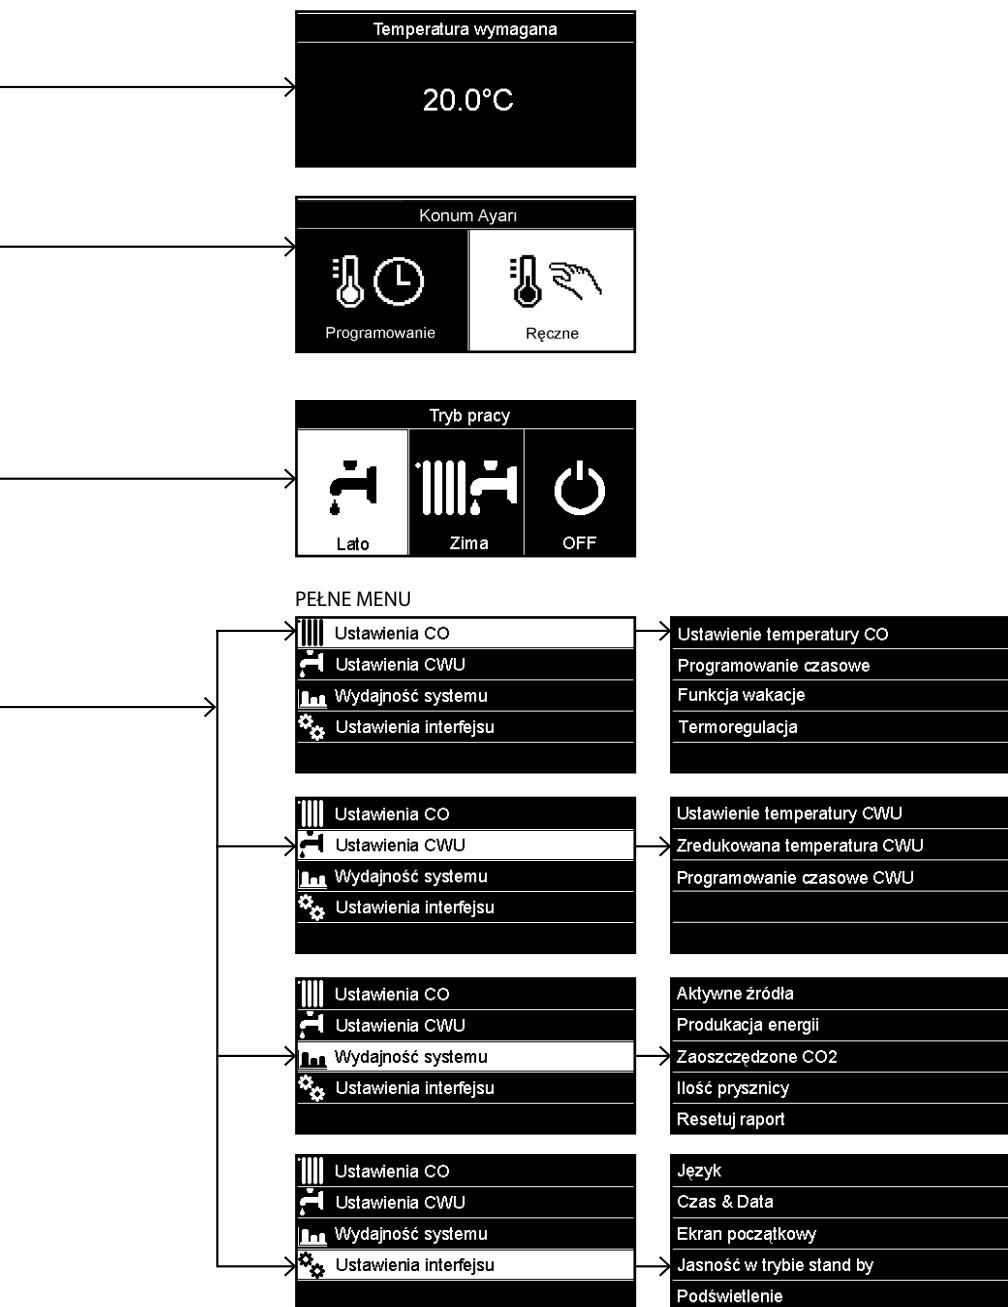 Temperatura wymagana
20.0°C
Konum Ayarı
Programowanie
Ręczne
Tryb pracy
Lato
Zima
OFF
PEŁNE MENU
Ustawienia CO
Ustawienia CWU
Wydajność systemu
Ustawienia interfejsu
Ustawienie temperatury CO
Programowanie czasowe
Funkcja wakacje
Termoregulacja
Ustawienia CO
Ustawienia CWU
Wydajność systemu
Ustawienia interfejsu
Ustawienie temperatury CWU
Zredukowana temperatura CWU
Programowanie czasowe CWU
Ustawienia CO
Ustawienia CWU
Wydajność systemu
Ustawienia interfejsu
Aktywne źródła
Produkacja energii
Zaoszczędzone CO2
Ilość prysznicy
Resetuj raport
Ustawienia CO
Ustawienia CWU
Wydajność systemu
Ustawienia interfejsu
Język
Czas & Data
Ekran początkowy
Jasność w trybie stand by
Podświetlenie